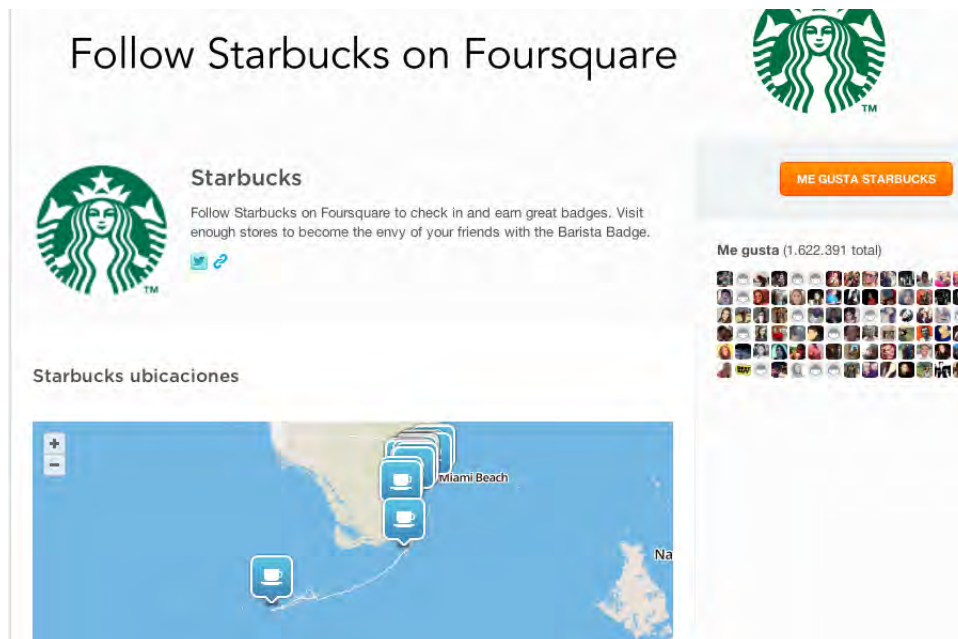 Follow Starbucks on Foursquare
TM
ME GUSTA STARBUCKS
Starbucks
Follow Starbucks on Foursquare to check in and earn great badges. Visit
enough stores to become the envy of your friends with the Barista Badge.
TM
Me gusta (1.622.391 total)
Starbucks ubicaciones
+
−
Miami Beach
Na